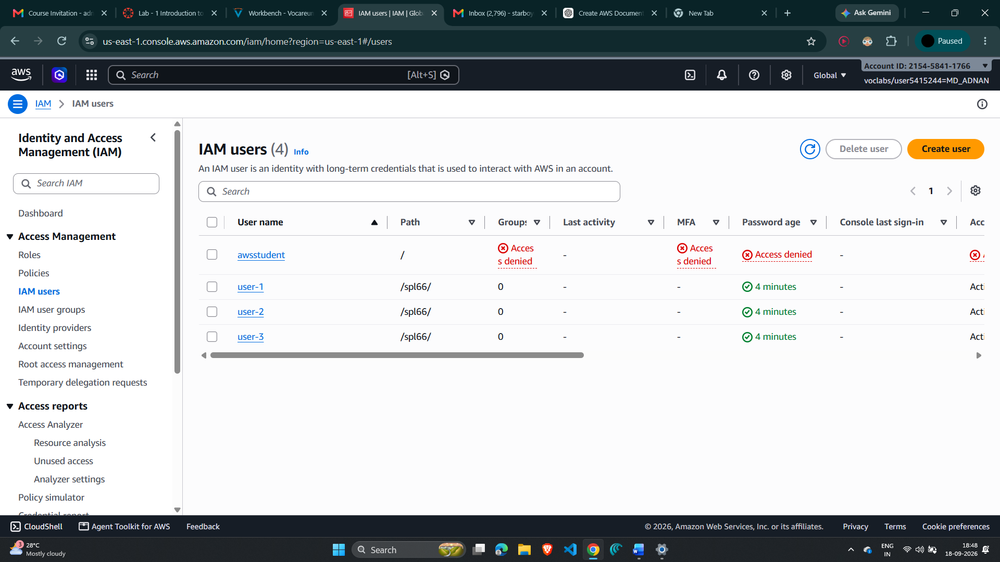 Course Invitation - adn
Lab - 1 Introduction to
Workbench - Vocareun
IAM users | IAM | Glob
Inbox (2,796) - starboy
Create AWS Document
New Tab
Ask Gemini
us-east-1.console.aws.amazon.com/iam/home?region=us-east-1#/users
Paused
aws
Search
[Alt+S]
Global
Account ID: 2154-5841-1766
voclabs/user5415244=MD_ADNAN
IAM
IAM users
Identity and Access
Management (IAM)
Search IAM
Dashboard
Access Management
Roles
Policies
IAM users
IAM user groups
Identity providers
Account settings
Root access management
Temporary delegation requests
Access reports
Access Analyzer
Resource analysis
Unused access
Analyzer settings
Policy simulator
Credential report
IAM users (4) Info
Delete user
Create user
An IAM user is an identity with long-term credentials that is used to interact with AWS in an account.
Search
1
User name Path Groups Last activity MFA Password age Console last sign-in Acc
awsstudent / Acces - Acces Access denied - A
s denied s denied
user-1 /spl66/ 0 - - 4 minutes - Acti
user-2 /spl66/ 0 - - 4 minutes - Acti
user-3 /spl66/ 0 - - 4 minutes - Acti
CloudShell Agent Toolkit for AWS Feedback
© 2026, Amazon Web Services, Inc. or its affiliates. Privacy Terms Cookie preferences
3
28°C
Mostly cloudy
Search
ENG
IN
18:48
18-09-2026